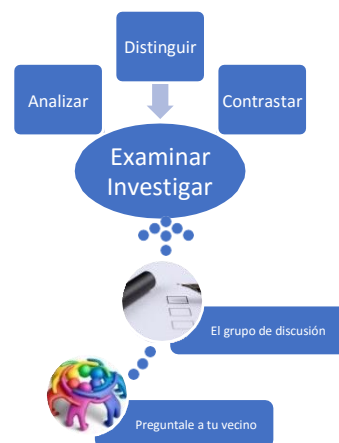 Distinguir
Analizar
Contrastar
Examinar
Investigar
El grupo de discusión
Preguntale a tu vecino